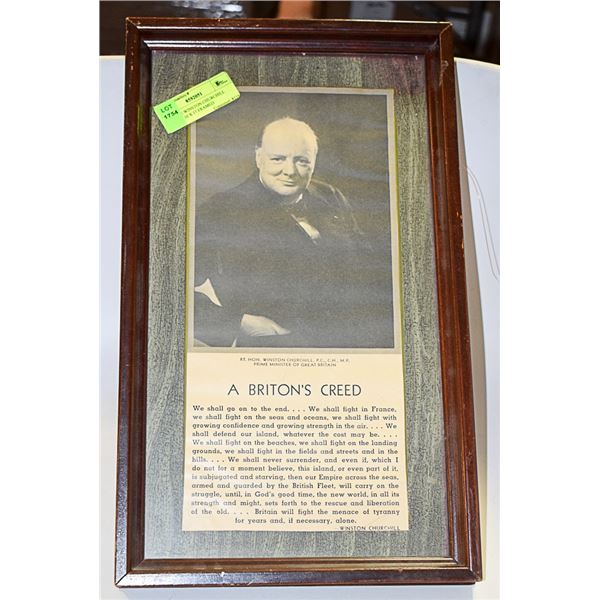 LOT
1754
WINSTON CHURCHILL
FRAMED
RT. HON. WINSTON CHURCHILL, P.C., C.H., M.P.
PRIME MINISTER OF GREAT BRITAIN
A BRITON'S CREED
We shall go on to the end. . . . We shall fight in France,
we shall fight on the seas and oceans, we shall fight with
growing confidence and growing strength in the air. . . . We
shall defend our island, whatever the cost may be. . . .
We shall fight on the beaches, we shall fight on the landing
grounds, we shall fight in the fields and streets and in the
hills. . . . We shall never surrender, and even if, which I
do not for a moment believe, this island, or even part of it,
is subjugated and starving, then our Empire across the seas,
armed and guarded by the British Fleet, will carry on the
struggle, until, in God's good time, the new world, in all its
strength and might, sets forth to the rescue and liberation
of the old. . . . Britain will fight the menace of tyranny
for years and, if necessary, alone.
—WINSTON CHURCHILL